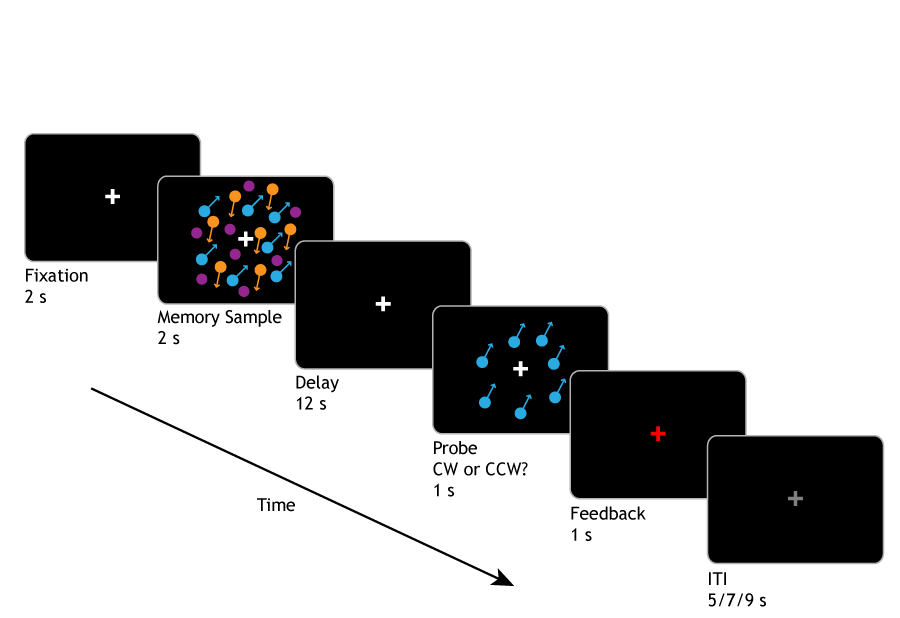 Fixation
2 s
Memory Sample
2 s
Delay
12 s
Probe
CW or CCW?
1 s
Feedback
1 s
ITI
5/7/9 s
Time